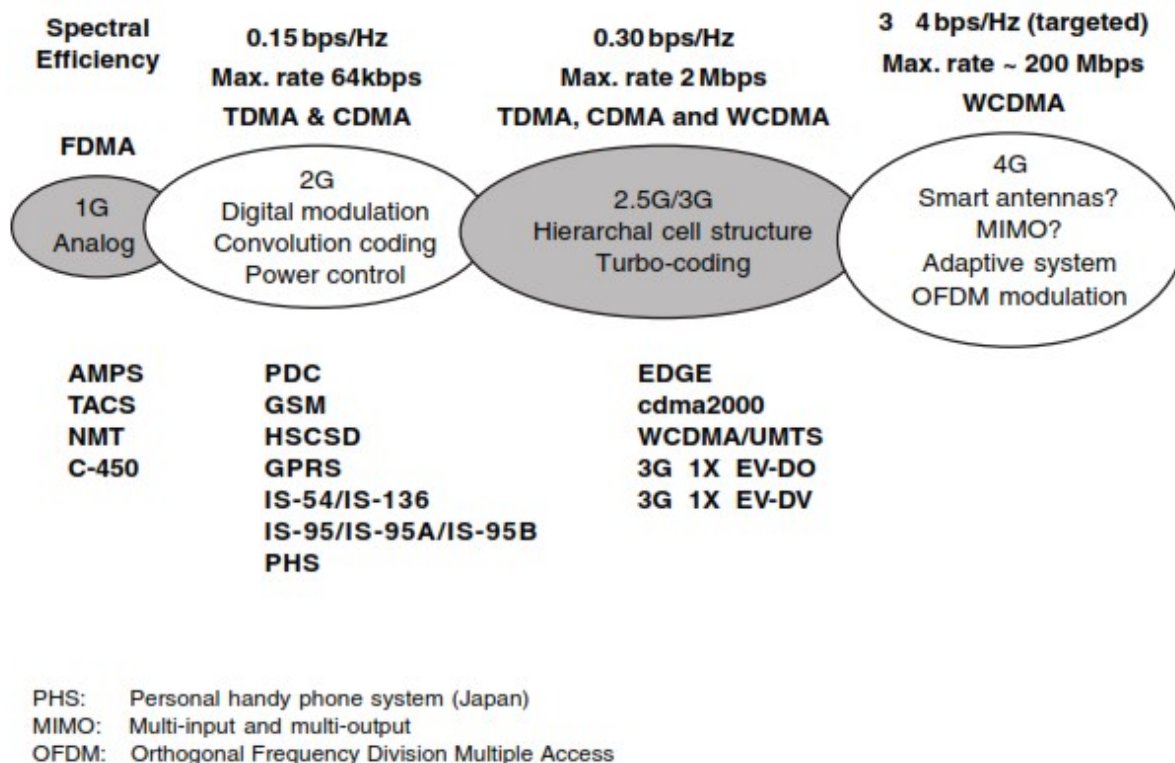 Spectral
Efficiency
0.15 bps/Hz
Max. rate 64kbps
TDMA & CDMA
0.30 bps/Hz
Max. rate 2 Mbps
TDMA, CDMA and WCDMA
3 4 bps/Hz (targeted)
Max. rate ~ 200 Mbps
WCDMA
FDMA
1G
Analog
2G
Digital modulation
Convolution coding
Power control
2.5G/3G
Hierarchal cell structure
Turbo-coding
4G
Smart antennas?
MIMO?
Adaptive system
OFDM modulation
AMPS
TACS
NMT
C-450
PDC
GSM
HSCSD
GPRS
IS-54/IS-136
IS-95/IS-95A/IS-95B
PHS
EDGE
cdma2000
WCDMA/UMTS
3G 1X EV-DO
3G 1X EV-DV
PHS: Personal handy phone system (Japan)
MIMO: Multi-input and multi-output
OFDM: Orthogonal Frequency Division Multiple Access